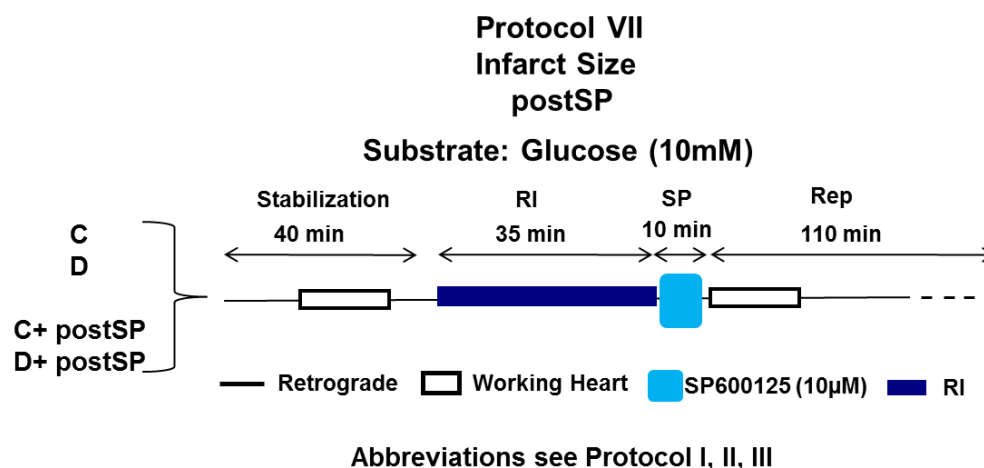 Protocol VII
Infarct Size
postSP
Substrate: Glucose (10mM)
Stabilization RI SP Rep
40 min 35 min 10 min 110 min
C
D
C+ postSP
D+ postSP
Retrograde Working Heart SP600125 (10µM) RI
Abbreviations see Protocol I, II, III